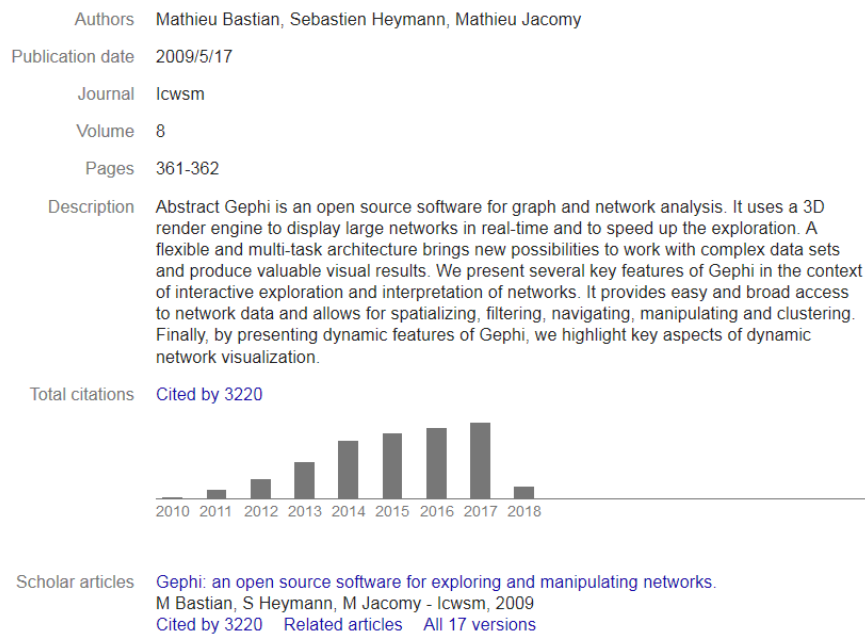 Authors Mathieu Bastian, Sebastien Heymann, Mathieu Jacomy
Publication date 2009/5/17
Journal Icwsm
Volume 8
Pages 361-362
Description Abstract Gephi is an open source software for graph and network analysis. It uses a 3D
render engine to display large networks in real-time and to speed up the exploration. A
flexible and multi-task architecture brings new possibilities to work with complex data sets
and produce valuable visual results. We present several key features of Gephi in the context
of interactive exploration and interpretation of networks. It provides easy and broad access
to network data and allows for spatializing, filtering, navigating, manipulating and clustering.
Finally, by presenting dynamic features of Gephi, we highlight key aspects of dynamic
network visualization.
Total citations Cited by 3220
2010 2011 2012 2013 2014 2015 2016 2017 2018
Scholar articles Gephi: an open source software for exploring and manipulating networks.
M Bastian, S Heymann, M Jacomy - Icwsm, 2009
Cited by 3220 Related articles All 17 versions